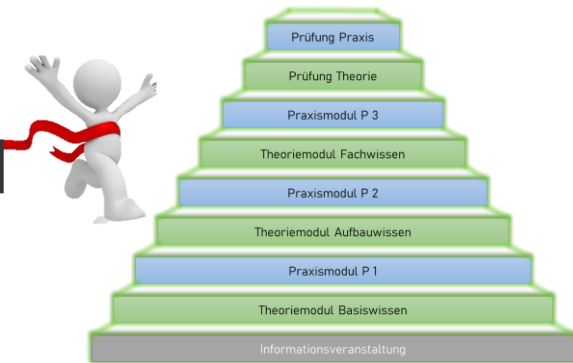 Prüfung Praxis
Prüfung Theorie
Praxismodul P 3
Theoriemodul Fachwissen
Praxismodul P 2
Theoriemodul Aufbauwissen
Praxismodul P 1
Theoriemodul Basiswissen
Informationsveranstaltung